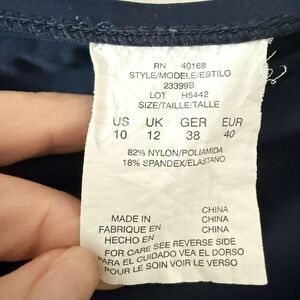 RN 40168
STYLE/MODELE/ESTILO
23399B
LOT H5442
SIZE/TAILLE/TALLE
US UK GER EUR
10 12 38 40
82% NYLON/POLIAMIDA
18% SPANDEX/ELASTANO
MADE IN CHINA
FABRIQUE EN CHINA
HECHO EN CHINA
FOR CARE SEE REVERSE SIDE
PARA EL CUIDADO VEA EL DORSO
POUR LE SOIN VOIR LE VERSO